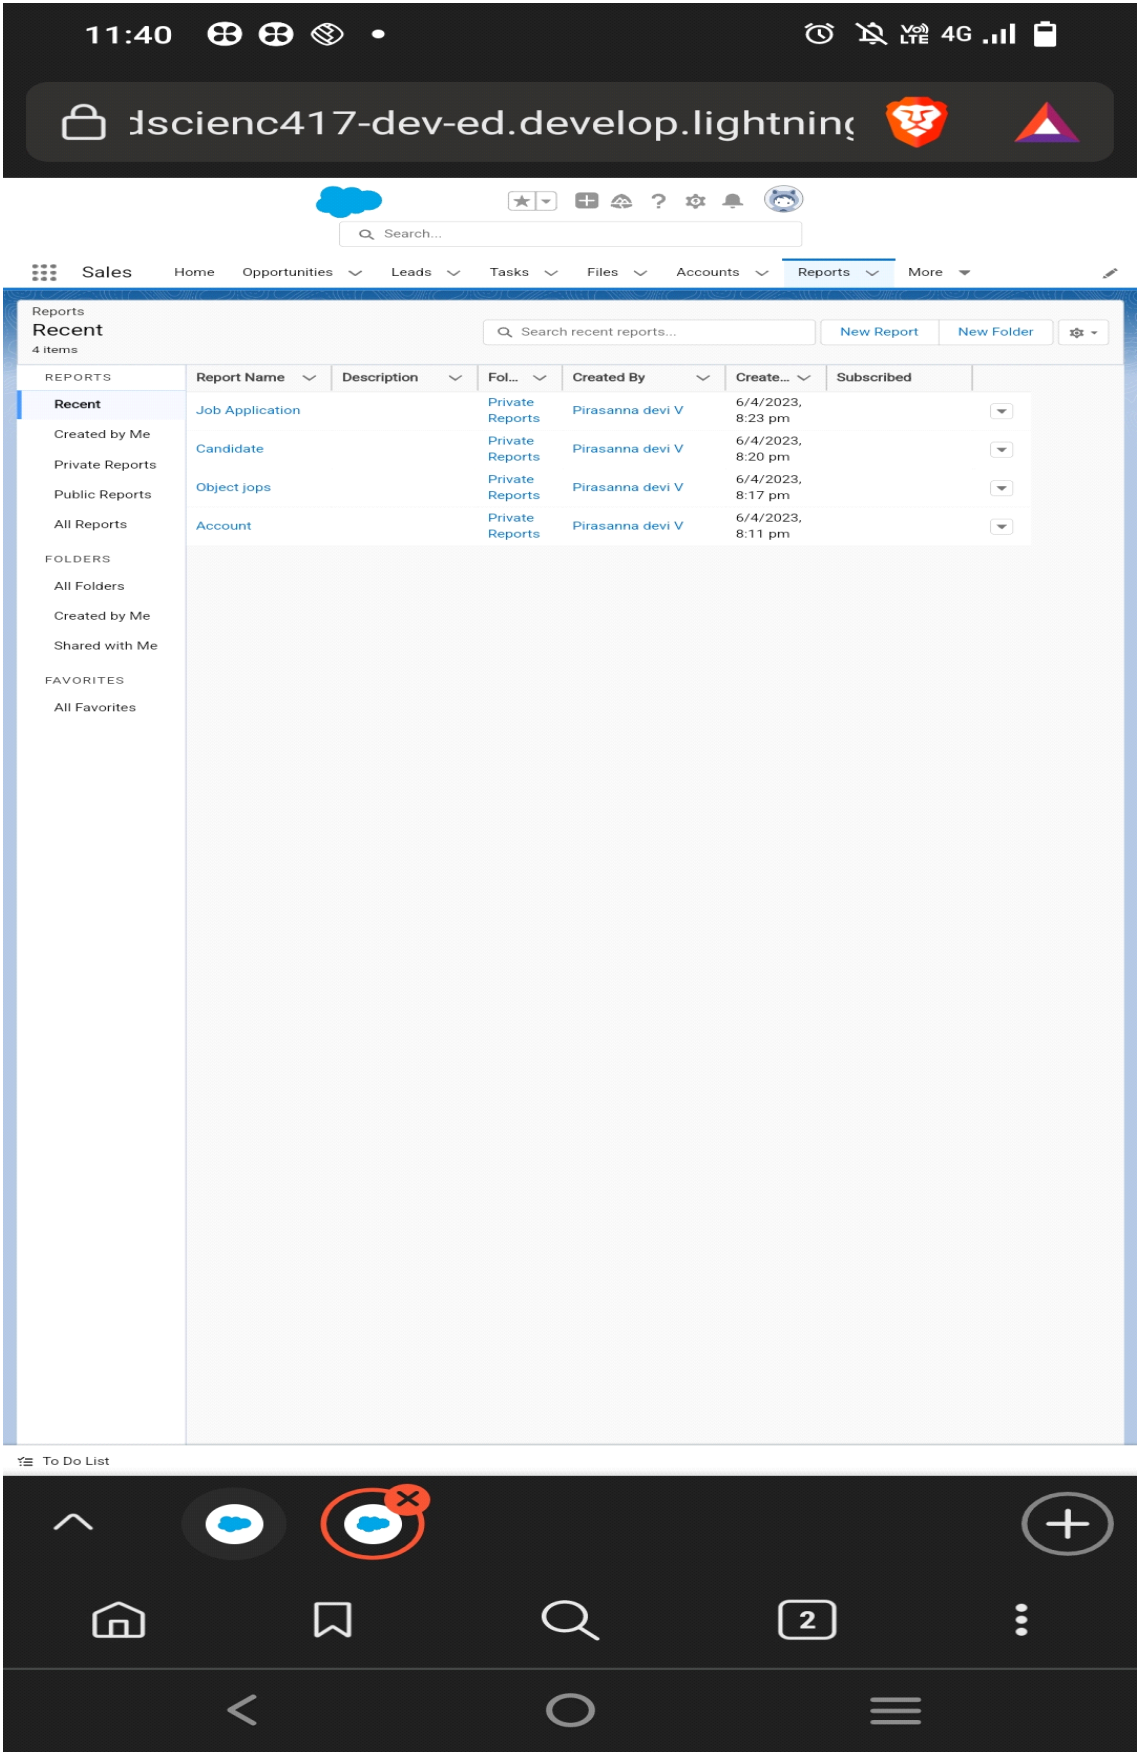 11:40
Vo) LTE 4G
dscienc417-dev-ed.develop.lightning
Search...
Sales Home Opportunities Leads Tasks Files Accounts Reports More
Reports
Recent
4 items
Search recent reports...
New Report New Folder
REPORTS
Recent
Created by Me
Private Reports
Public Reports
All Reports
FOLDERS
All Folders
Created by Me
Shared with Me
FAVORITES
All Favorites
Report Name Description Fol... Created By Create... Subscribed
Job Application Private Reports Pirasanna devi V 6/4/2023, 8:23 pm
Candidate Private Reports Pirasanna devi V 6/4/2023, 8:20 pm
Object jops Private Reports Pirasanna devi V 6/4/2023, 8:17 pm
Account Private Reports Pirasanna devi V 6/4/2023, 8:11 pm
To Do List
2